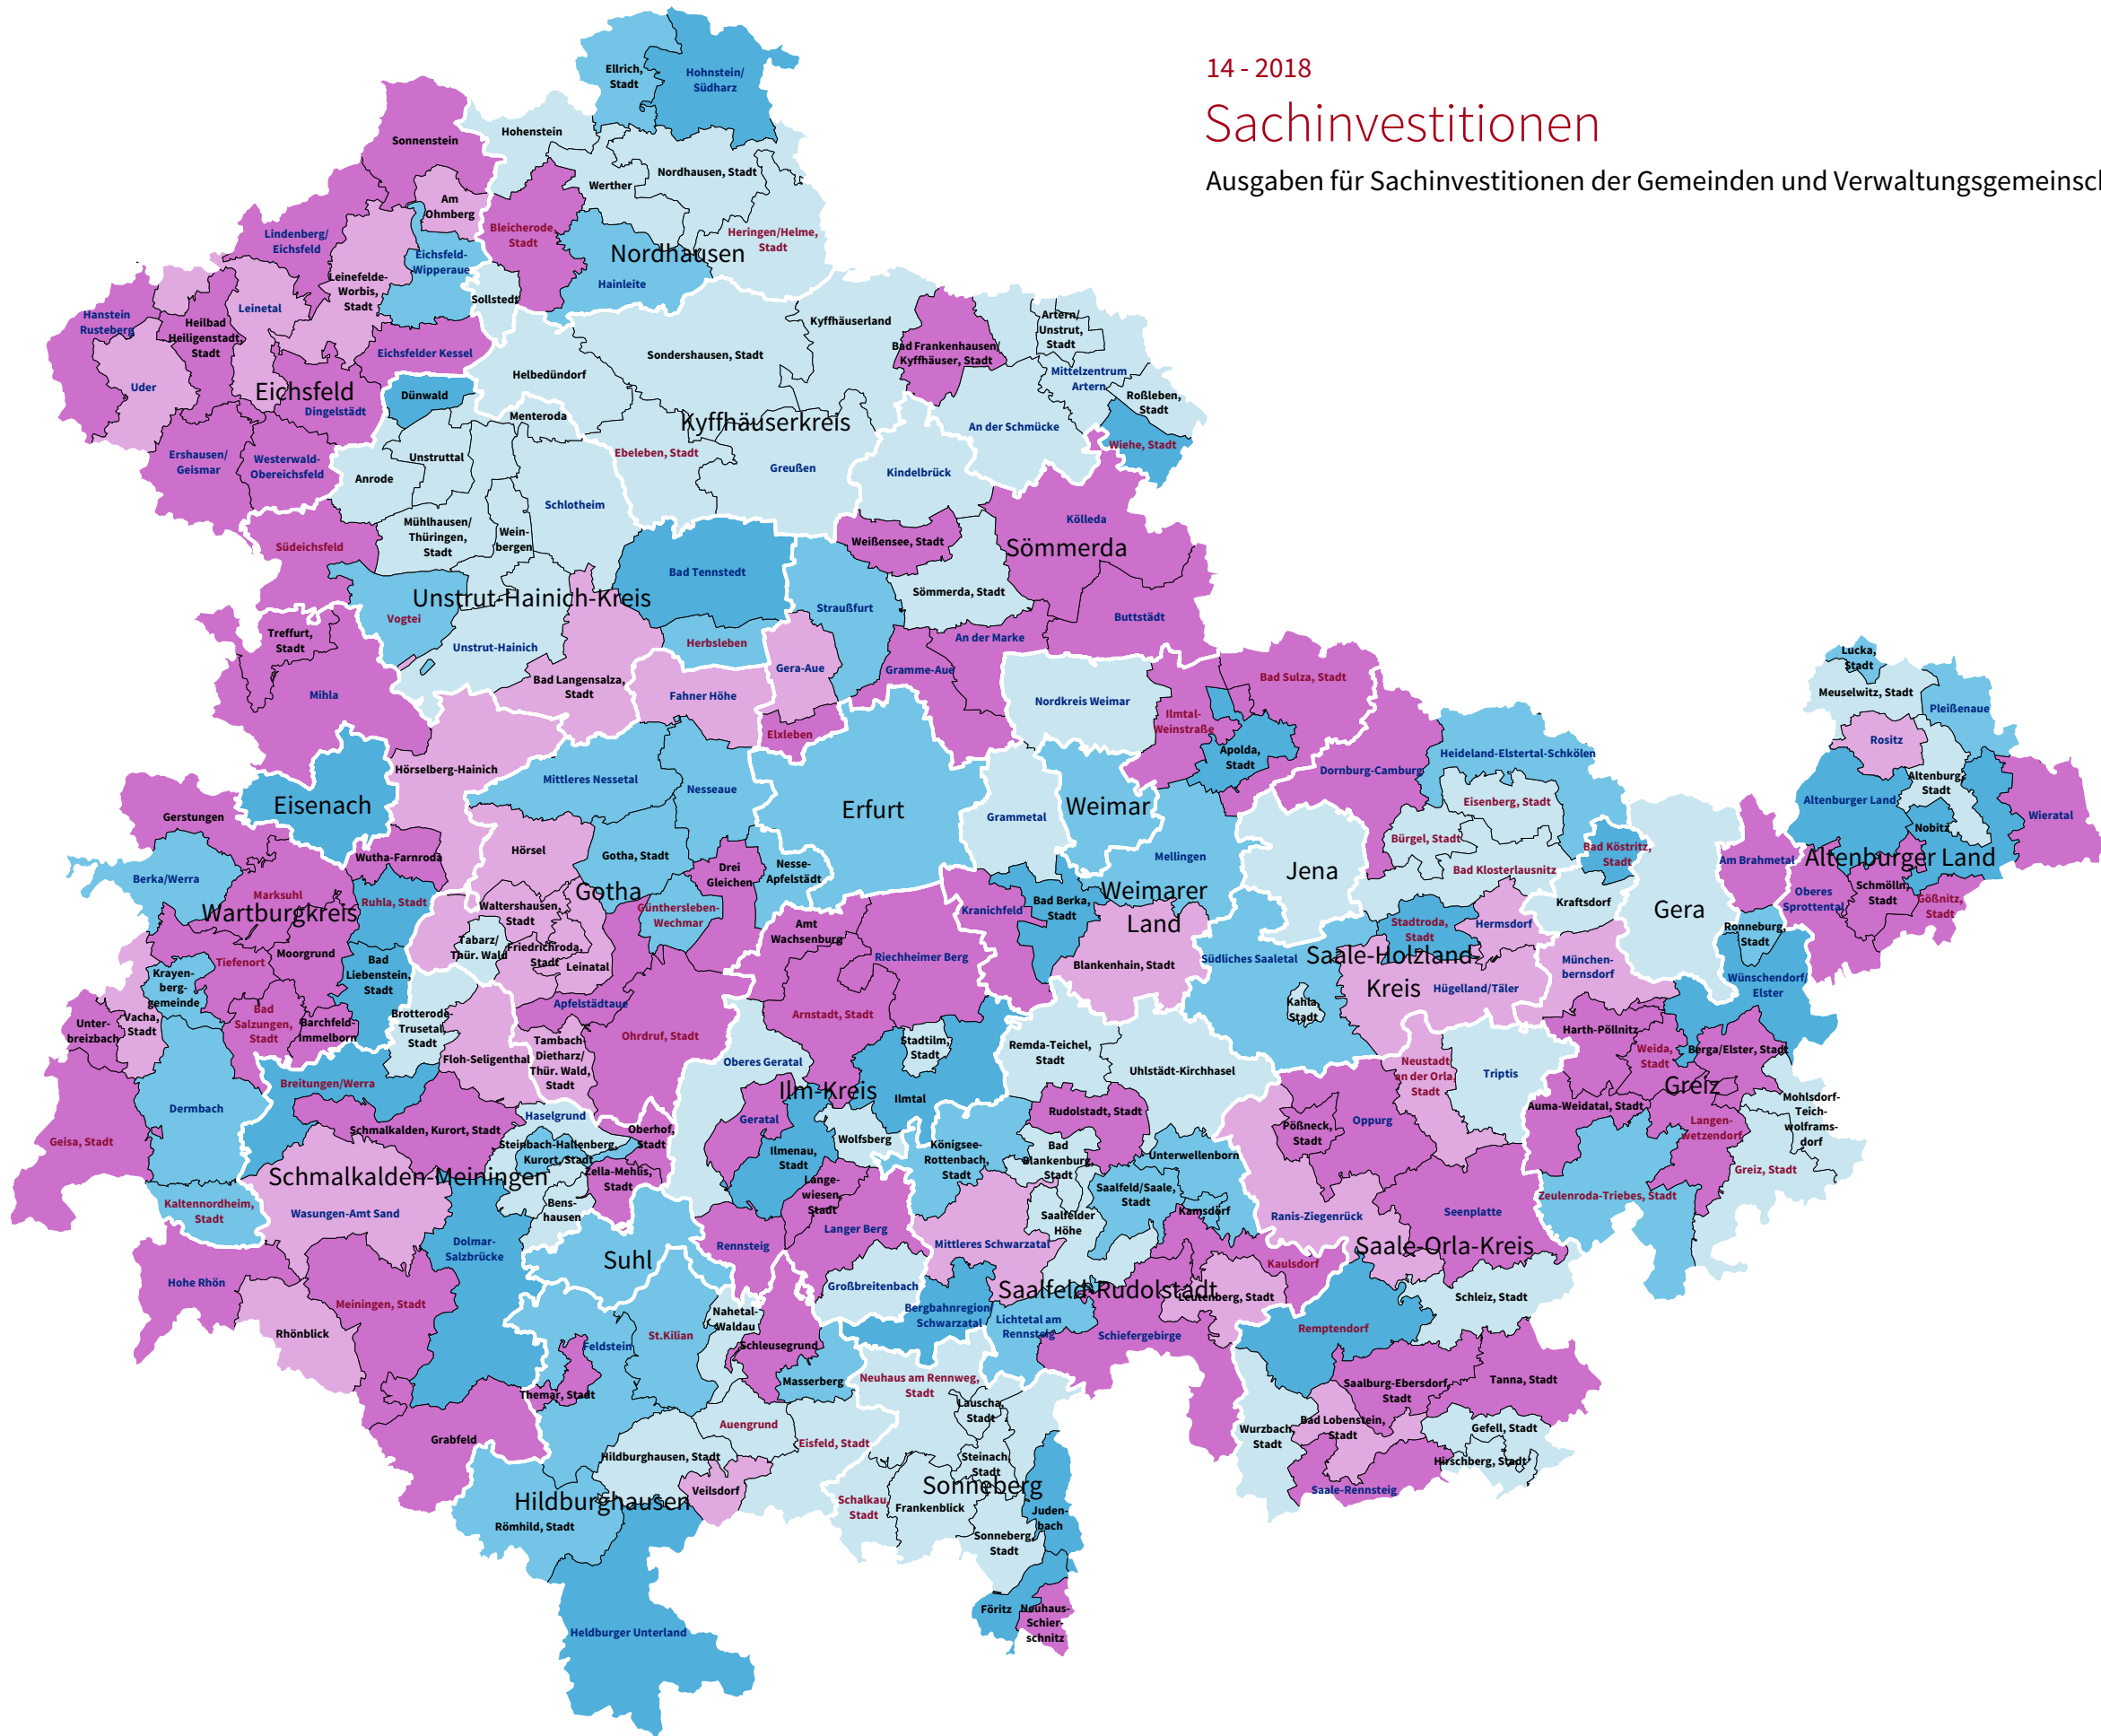 14 - 2018
Sachinvestitionen
Ausgaben für Sachinvestitionen der Gemeinden und
Ellrich,
Stadt
Hohnstein/
Südharz
Hohenstein
Sonnenstein
Werther
Nordhausen, Stadt
Am
Ohmberg
Bleicherode,
Stadt
Heringen/Helme,
Stadt
Nordhausen
Lindenberg/
Eichsfeld
Eichsfeld-
Wipperaue
Hainleite
Leinefelde-
Worbis,
Stadt
Sollstedt
Leinetal
Hanstein
Rusteberg
Heilbad
Heiligenstadt,
Stadt
Eichsfelder Kessel
Uder
Eichsfeld
Dingelstädt
Dünwald
Ershausen/
Geismar
Westerwald-
Obereichsfeld
Kyffhäuserland
Sondershausen, Stadt
Bad Frankenhausen/
Kyffhäuser, Stadt
Artern/
Unstrut,
Stadt
Mittelzentrum
Artern
Roßleben,
Stadt
Helbedündorf
Menteroda
Kyffhäuserkreis
An der Schmücke
Wiehe, Stadt
Ebeleben, Stadt
Greußen
Kindelbrück
Unstruttal
Anrode
Schlotheim
Mühlhausen/
Thüringen,
Stadt
Wein-
bergen
Südeichsfeld
Kölleda
Weißensee, Stadt
Sömmerda
Bad Tennstedt
Sömmerda, Stadt
Unstrut-Hainich-Kreis
Straußfurt
Buttstädt
Vogtei
Treffurt,
Stadt
Unstrut-Hainich
Herbsleben
An der Marke
Gera-Aue
Gramme-Aue
Mihla
Bad Langensalza,
Stadt
Fahner Höhe
Elxleben
Nordkreis Weimar
Bad Sulza, Stadt
Ilmtal-
Weinstraße
Apolda,
Stadt
Hörselberg-Hainich
Mittleres Nessetal
Nesseaue
Dornburg-Camburg
Heideland-Elstertal-Schkölen
Lucka,
Stadt
Meuselwitz, Stadt
Pleißenaue
Rositz
Altenburg,
Stadt
Altenburger Land
Nobitz
Wieratal
Altenburger Land
Am Brahmetal
Oberes
Sprottental
Schmölln,
Stadt
Gößnitz,
Stadt
Eisenach
Gerstungen
Erfurt
Weimar
Grammetal
Eisenberg, Stadt
Bürgel, Stadt
Bad Köstritz,
Stadt
Bad Klosterlausnitz
Wutha-Farnroda
Hörsel
Gotha, Stadt
Drei
Gleichen
Nesse-
Apfelstädt
Mellingen
Jena
Berka/Werra
Marksuhl
Ruhla, Stadt
Gotha
Weimarer
Land
Bad Berka,
Stadt
Kraftsdorf
Gera
Wartburgkreis
Waltershausen,
Stadt
Günthersleben-
Wechmar
Kranichfeld
Stadtroda,
Stadt
Hermsdorf
Ronneburg,
Stadt
Tabarz/
Thür. Wald
Friedrichroda,
Stadt
Leinatal
Amt
Wachsenburg
Riechheimer Berg
Blankenhain, Stadt
Südliches Saaletal
Saale-Holzland-
Kreis
Hügelland/Täler
München-
bernsdorf
Wünschendorf/
Elster
Tiefenort
Moorgrund
Krayen-
berg-
gemeinde
Bad
Liebenstein,
Stadt
Apfelstädtaue
Kahla,
Stadt
Unter-
breizbach
Vacha,
Stadt
Bad
Salzungen,
Stadt
Barchfeld-
Immelborn
Brotterode-
Trusetal,
Stadt
Ohrdruf, Stadt
Arnstadt, Stadt
Floh-Seligenthal
Tambach-
Dietharz/
Thür. Wald,
Stadt
Oberes Geratal
Stadtilm,
Stadt
Remda-Teichel,
Stadt
Uhlstädt-Kirchhasel
Neustadt
an der Orla,
Stadt
Triptis
Harth-Pöllnitz
Weida,
Stadt
Berga/Elster, Stadt
Greiz
Breitungen/Werra
Ilm-Kreis
Ilmtal
Dermbach
Haselgrund
Geratal
Rudolstadt, Stadt
Oppurg
Auma-Weidatal, Stadt
Langen-
wetzendorf
Mohlsdorf-
Teich-
wolframs-
dorf
Geisa, Stadt
Schmalkalden, Kurort, Stadt
Oberhof,
Stadt
Steinbach-Hallenberg,
Kurort, Stadt
Wolfsberg
Königsee-
Rottenbach,
Stadt
Bad
Blankenburg,
Stadt
Unterwellenborn
Pößneck,
Stadt
Ilmenau,
Stadt
Greiz, Stadt
Schmalkalden-Meiningen
Zella-Mehlis,
Stadt
Lange-
wiesen,
Stadt
Saalfeld/Saale,
Stadt
Zeulenroda-Triebes, Stadt
Kaltennordheim,
Stadt
Wasungen-Amt Sand
Bens-
hausen
Saalfelder
Höhe
Kamsdorf
Ranis-Ziegenrück
Seenplatte
Langer Berg
Dolmar-
Salzbrücke
Rennsteig
Mittleres Schwarzatal
Saale-Orla-Kreis
Suhl
Hohe Rhön
Großbreitenbach
Saalfeld-Rudolstadt
Kaulsdorf
Leutenberg, Stadt
Schleiz, Stadt
Meiningen, Stadt
Nahetal-
Waldau
Bergbahnregion/
Schwarzatal
Lichtetal am
Rennsteig
Schiefergebirge
Remptendorf
Rhönblick
Feldstein
St.Kilian
Schleusegrund
Masserberg
Neuhaus am Rennweg,
Stadt
Saalburg-Ebersdorf,
Stadt
Tanna, Stadt
Themar, Stadt
Lauscha,
Stadt
Bad Lobenstein,
Stadt
Wurzbach,
Stadt
Gefell, Stadt
Grabfeld
Auengrund
Eisfeld, Stadt
Hildburghausen, Stadt
Steinach,
Stadt
Hirschberg, Stadt
Sonneberg
Veilsdorf
Saale-Rennsteig
Hildburghausen
Schalkau,
Stadt
Frankenblick
Juden-
bach
Römhild, Stadt
Sonneberg,
Stadt
Föritz
Neuhaus-
Schier-
schnitz
Heldburger Unterland